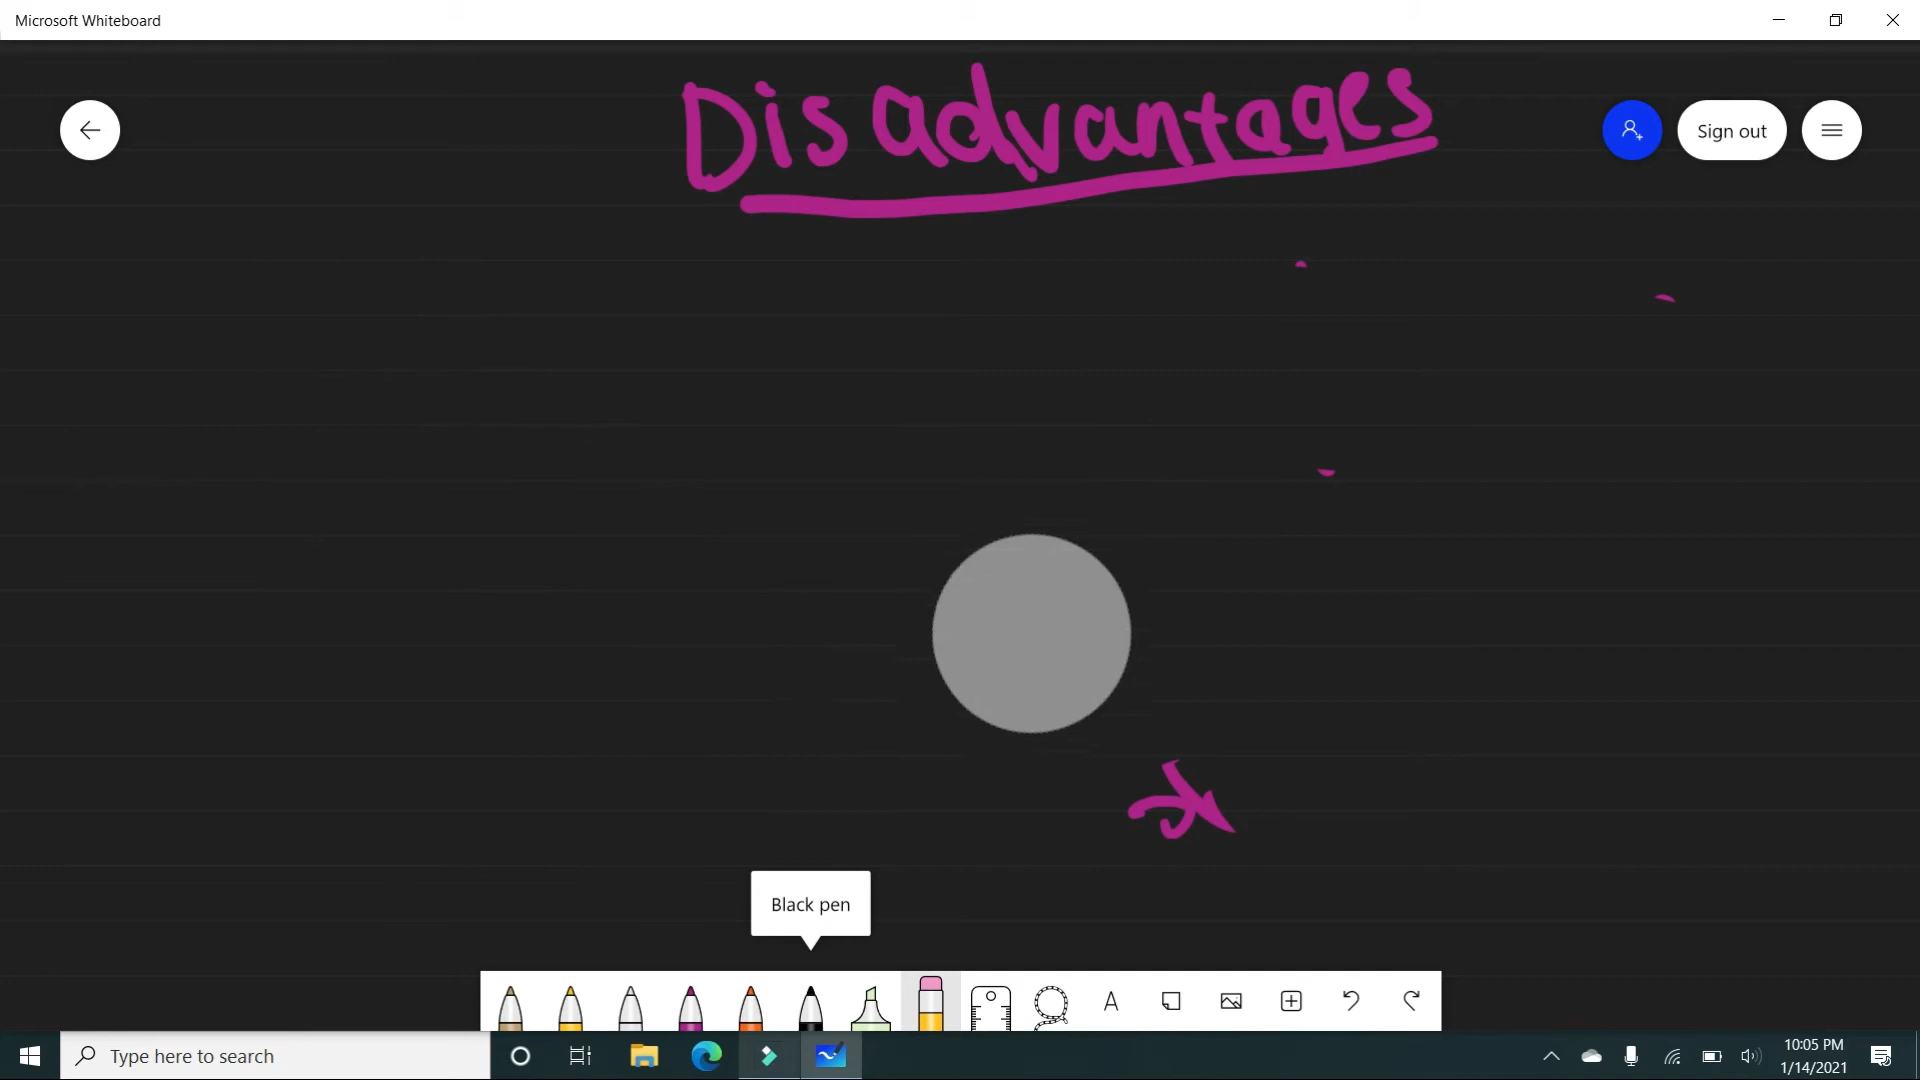 Microsoft Whiteboard
Disadvantages
Sign out
Black pen
A
Type here to search
10:05 PM
1/14/2021